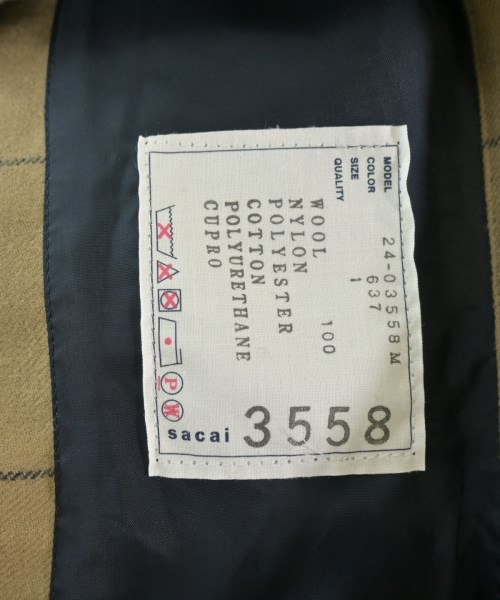 MODEL 24-03558M
COLOR 637
SIZE 1
QUALITY
WOOL 100
NYLON
POLYESTER
COTTON
POLYURETHANE
CUPRO
P
W
sacai 3558